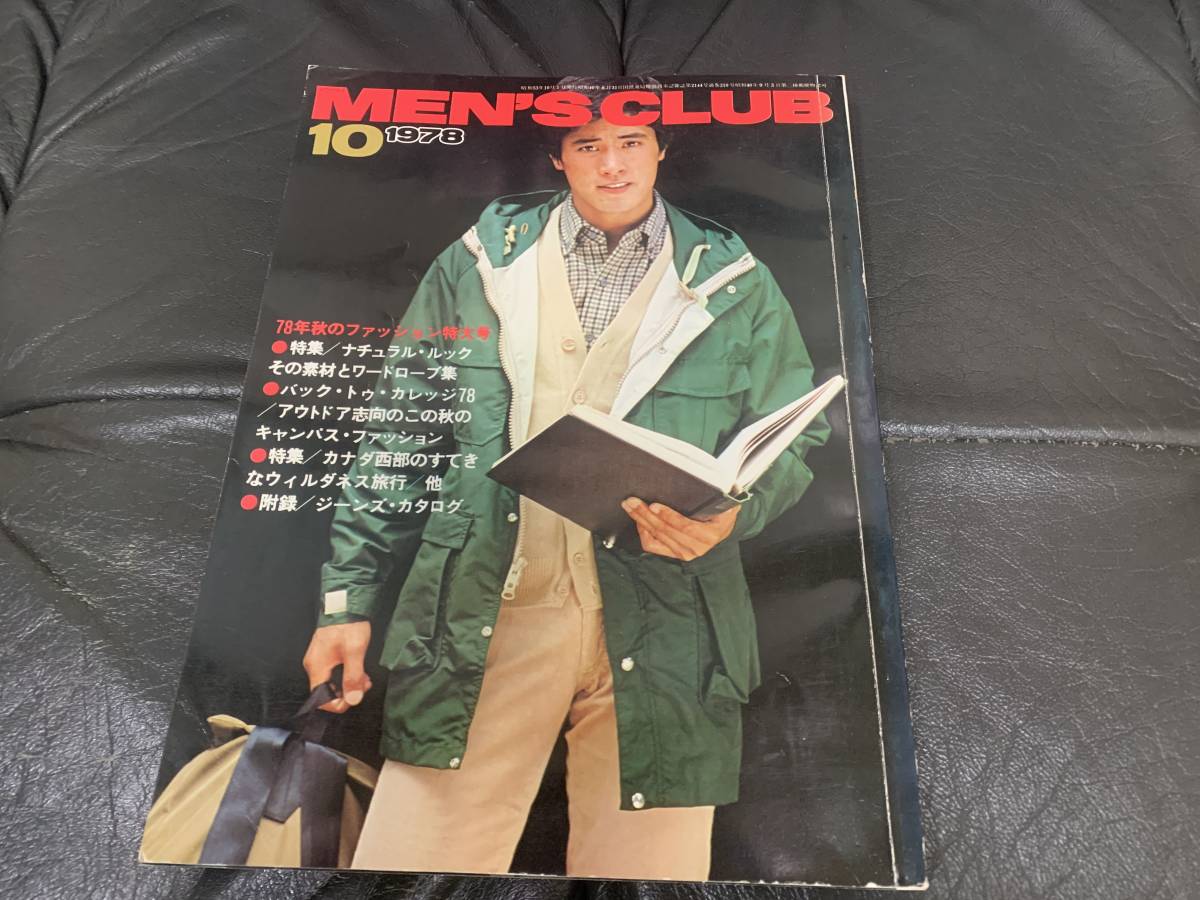 MEN'S CLUB
10 1978
78年秋のファッション特大号
●特集/ナチュラル・ルック
その素材とワードローブ集
●バック・トゥ・カレッジ78
/アウトドア志向のこの秋の
キャンパス・ファッション
●特集/カナダ西部のすてき
なウィルダネス旅行/他
●附録/ジーンズ・カタログ